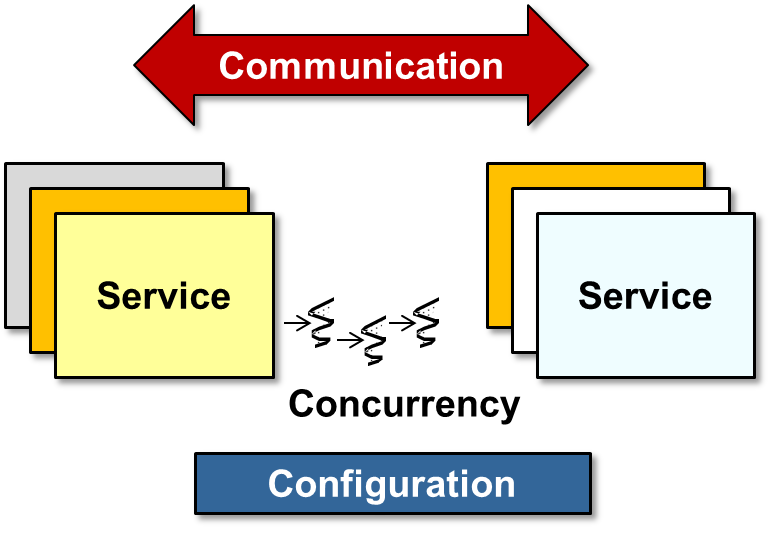 Communication
Service
Service
Concurrency
Configuration